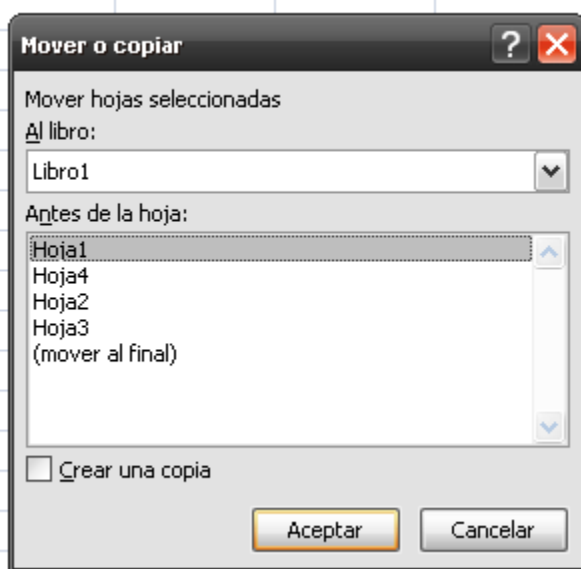 Mover o copiar
Mover hojas seleccionadas
Al libro:
Libro1
Antes de la hoja:
Hoja1
Hoja4
Hoja2
Hoja3
(mover al final)
Crear una copia
Aceptar Cancelar